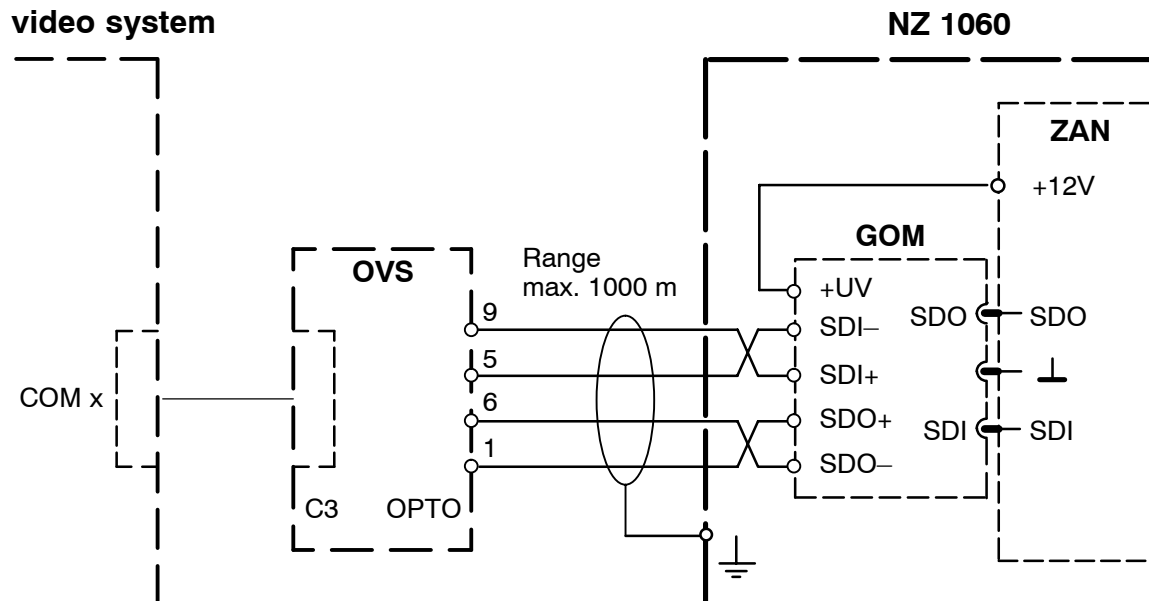 video system
NZ 1060
ZAN
+12V
GOM
OVS
Range
max. 1000 m
+UV
9
SDI–
SDO
SDO
5
SDI+
COM x
6
SDO+
SDI
SDI
1
SDO–
C3
OPTO